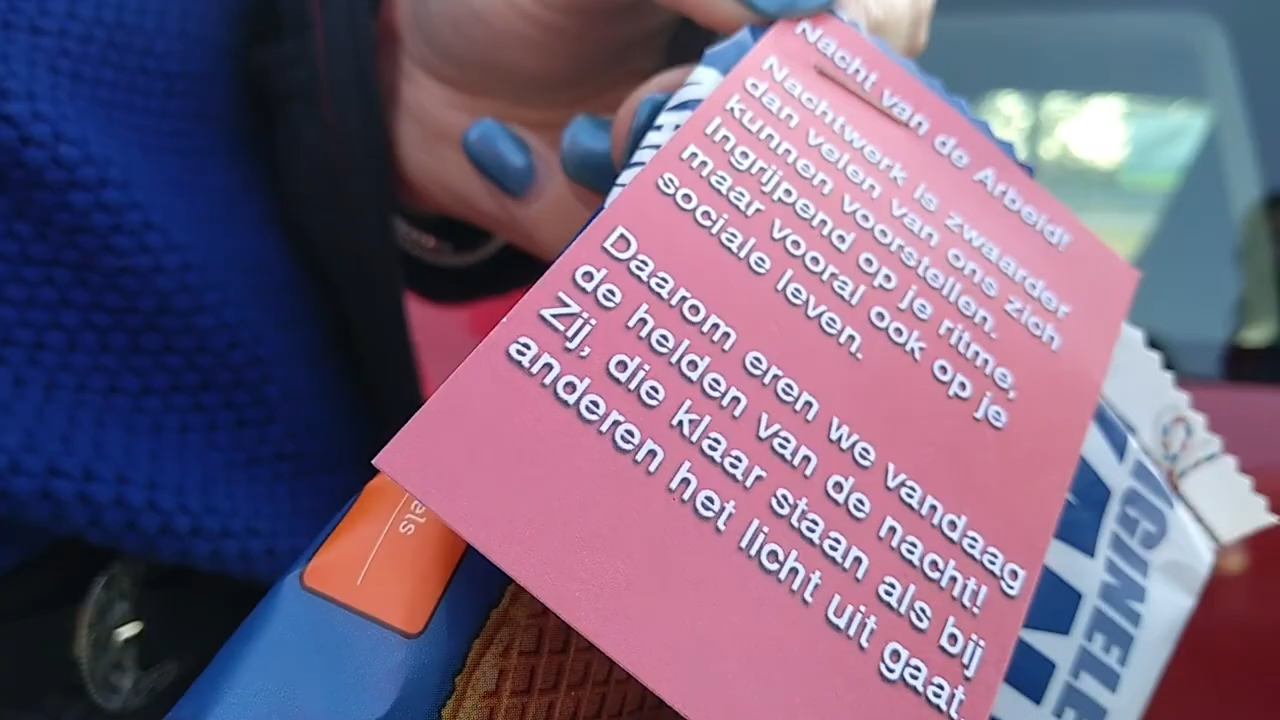 Nacht van de Arbeid!
Nachtwerk is zwaarder
dan velen van ons zich
kunnen voorstellen.
Ingrijpend op je ritme,
maar vooral ook op je
sociale leven.
Daarom eren we vandaag
de helden van de nacht!
Zij, die klaar staan als bij
anderen het licht uit gaat.
els